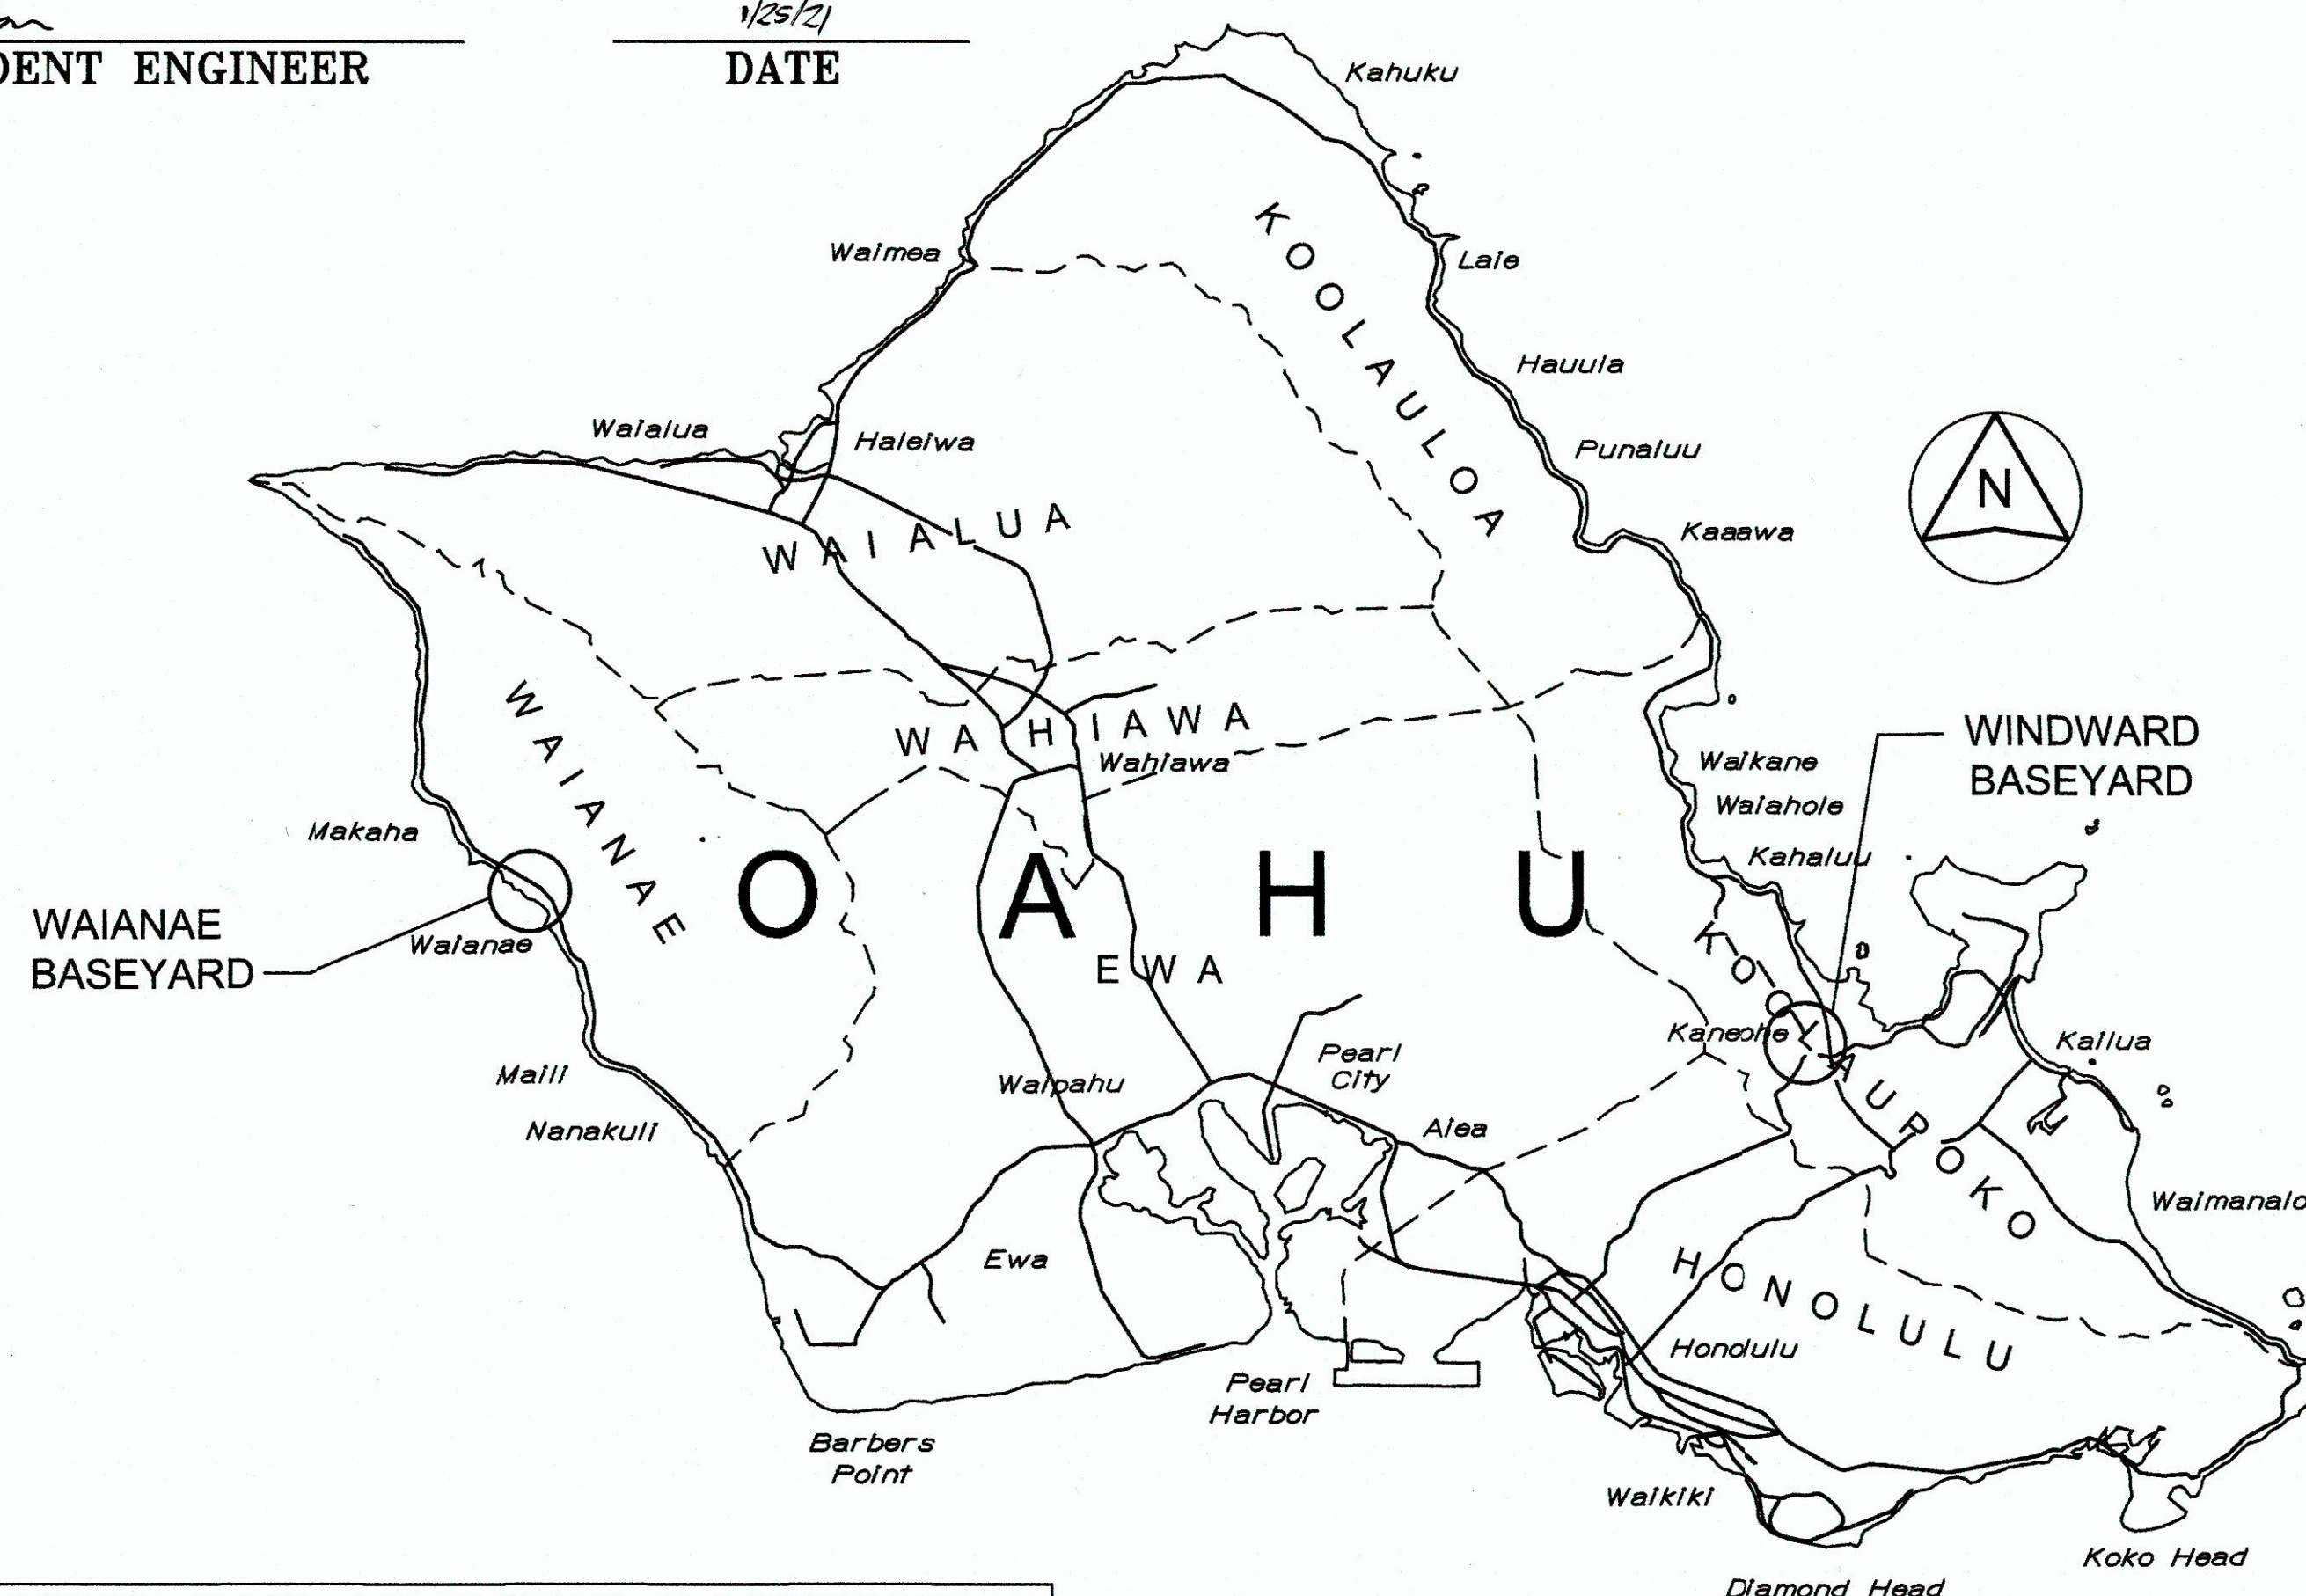 1/25/21
DENT ENGINEER
DATE
Kahuku
KOOLAULOA
Waimea
Laie
Hauula
Waialua
Haleiwa
Punaluu
N
WAIALUA
Kaaawa
WAIANAE
WAHIAWA
Wahiawa
WINDWARD
BASEYARD
Waikane
Waiahole
Makaha
Kahaluu
OAHU
WAIANAE
BASEYARD
Waianae
KOOLAUPOKO
EWA
Kaneohe
Kailua
Pearl
City
Maili
Waipahu
Nanakuli
Aiea
Waimanalo
Ewa
HONOLULU
Honolulu
Pearl
Harbor
Barbers
Point
Waikiki
Koko Head
Diamond Head